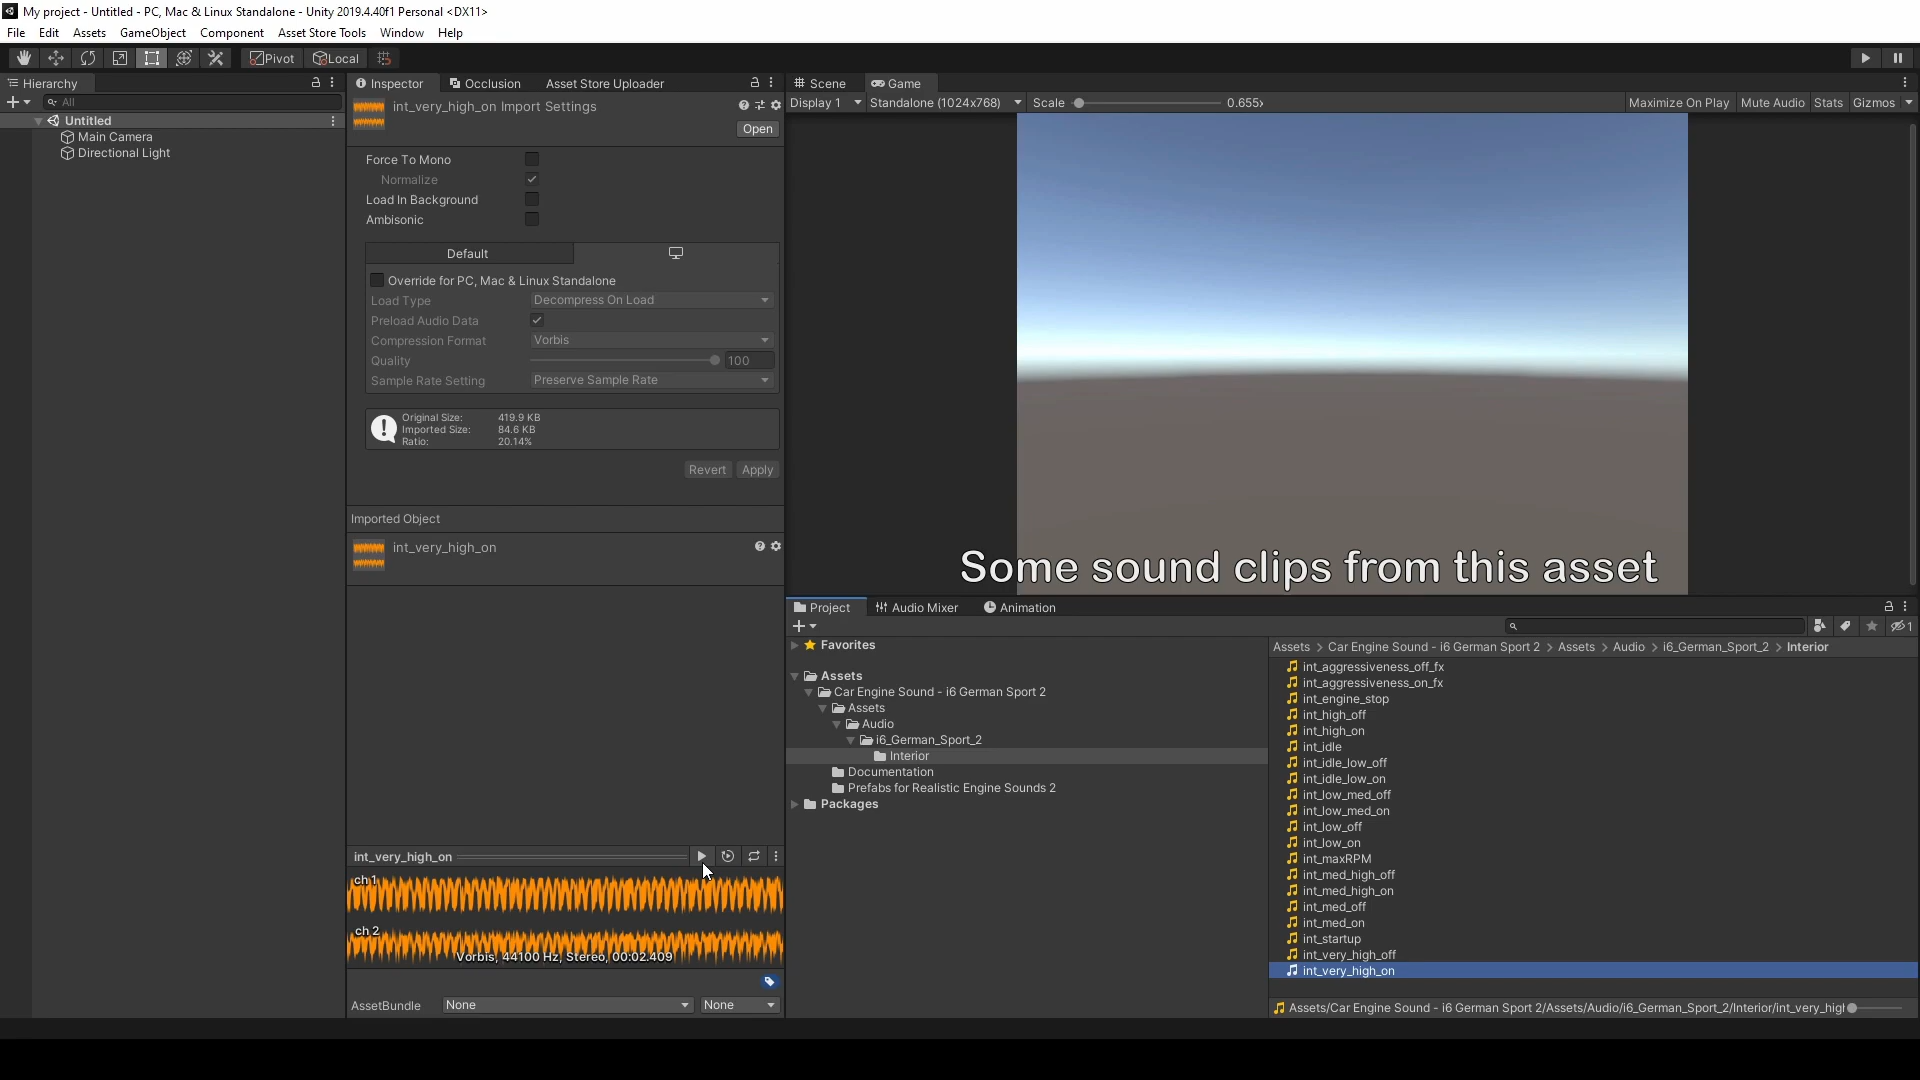 My project - Untitled - PC, Mac & Linux Standalone - Unity 2019.4.40f1 Personal <DX11>
File Edit Assets GameObject Component Asset Store Tools Window Help
Pivot Local
Hierarchy
All
Untitled
Main Camera
Directional Light
Inspector Occlusion Asset Store Uploader
int_very_high_on Import Settings
Open
Force To Mono
Normalize
Load In Background
Ambisonic
Default
Override for PC, Mac & Linux Standalone
Load Type Decompress On Load
Preload Audio Data
Compression Format Vorbis
Quality 100
Sample Rate Setting Preserve Sample Rate
Original Size: 419.9 KB
Imported Size: 84.6 KB
Ratio: 20.14%
Revert Apply
Imported Object
int_very_high_on
int_very_high_on
ch 1
ch 2
Vorbis, 44100 Hz, Stereo, 00:02.409
AssetBundle None None
Scene Game
Display 1 Standalone (1024x768) Scale 0.655x Maximize On Play Mute Audio Stats Gizmos
Some sound clips from this asset
Project Audio Mixer Animation
1
Favorites
Assets
Car Engine Sound - i6 German Sport 2
Assets
Audio
i6_German_Sport_2
Interior
Documentation
Prefabs for Realistic Engine Sounds 2
Packages
Assets > Car Engine Sound - i6 German Sport 2 > Assets > Audio > i6_German_Sport_2 > Interior
int_aggressiveness_off_fx
int_aggressiveness_on_fx
int_engine_stop
int_high_off
int_high_on
int_idle
int_idle_low_off
int_idle_low_on
int_low_med_off
int_low_med_on
int_low_off
int_low_on
int_maxRPM
int_med_high_off
int_med_high_on
int_med_off
int_med_on
int_startup
int_very_high_off
int_very_high_on
Assets/Car Engine Sound - i6 German Sport 2/Assets/Audio/i6_German_Sport_2/Interior/int_very_higl